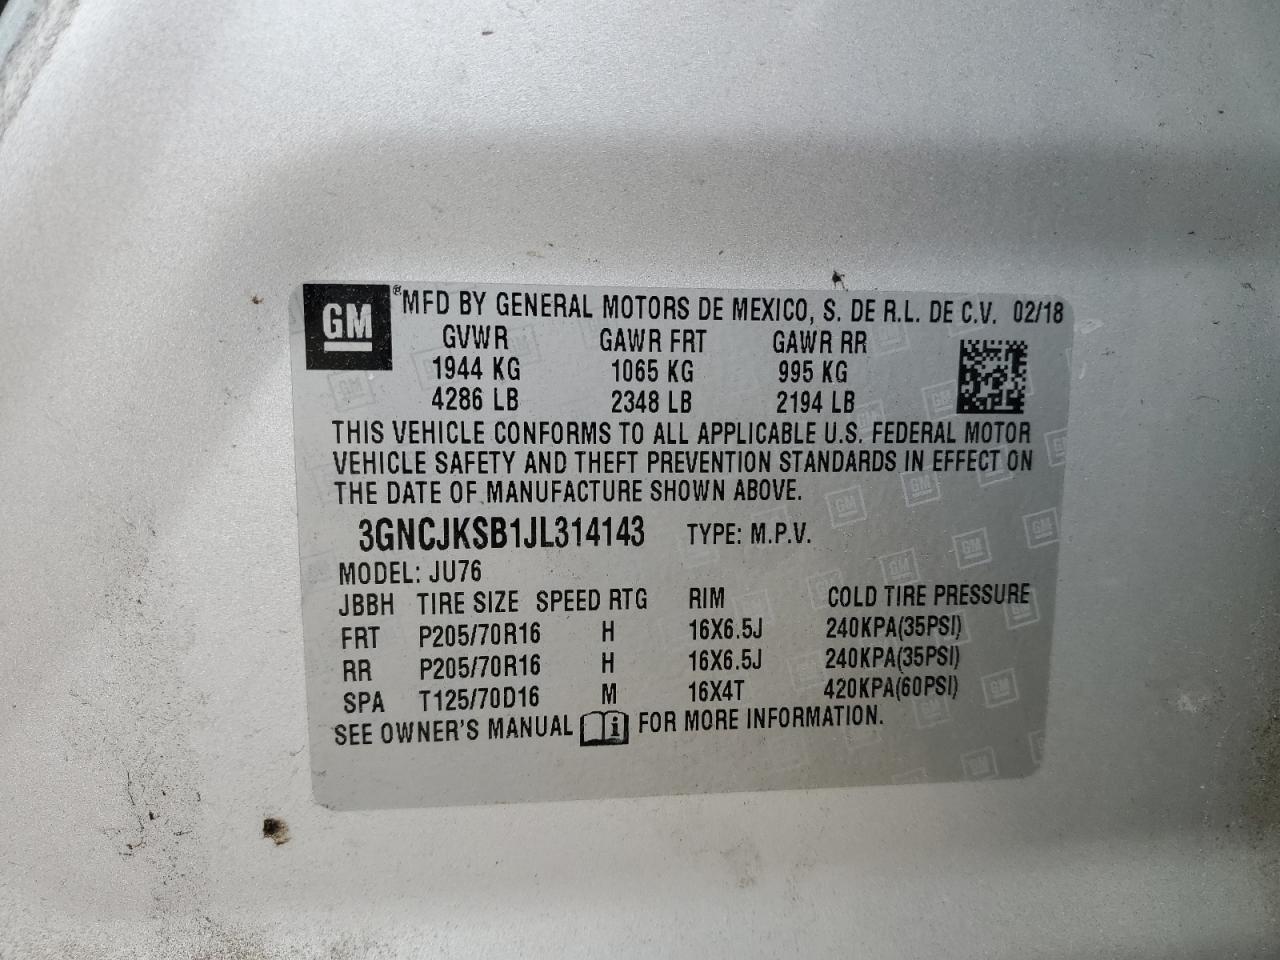 GM ® MFD BY GENERAL MOTORS DE MEXICO, S. DE R.L. DE C.V. 02/18
GVWR GAWR FRT GAWR RR
1944 KG 1065 KG 995 KG
4286 LB 2348 LB 2194 LB
THIS VEHICLE CONFORMS TO ALL APPLICABLE U.S. FEDERAL MOTOR
VEHICLE SAFETY AND THEFT PREVENTION STANDARDS IN EFFECT ON
THE DATE OF MANUFACTURE SHOWN ABOVE.
3GNCJKSB1JL314143 TYPE: M.P.V.
MODEL: JU76
JBBH TIRE SIZE SPEED RTG RIM COLD TIRE PRESSURE
FRT P205/70R16 H 16X6.5J 240KPA(35PSI)
RR P205/70R16 H 16X6.5J 240KPA(35PSI)
SPA T125/70D16 M 16X4T 420KPA(60PSI)
SEE OWNER'S MANUAL i FOR MORE INFORMATION.